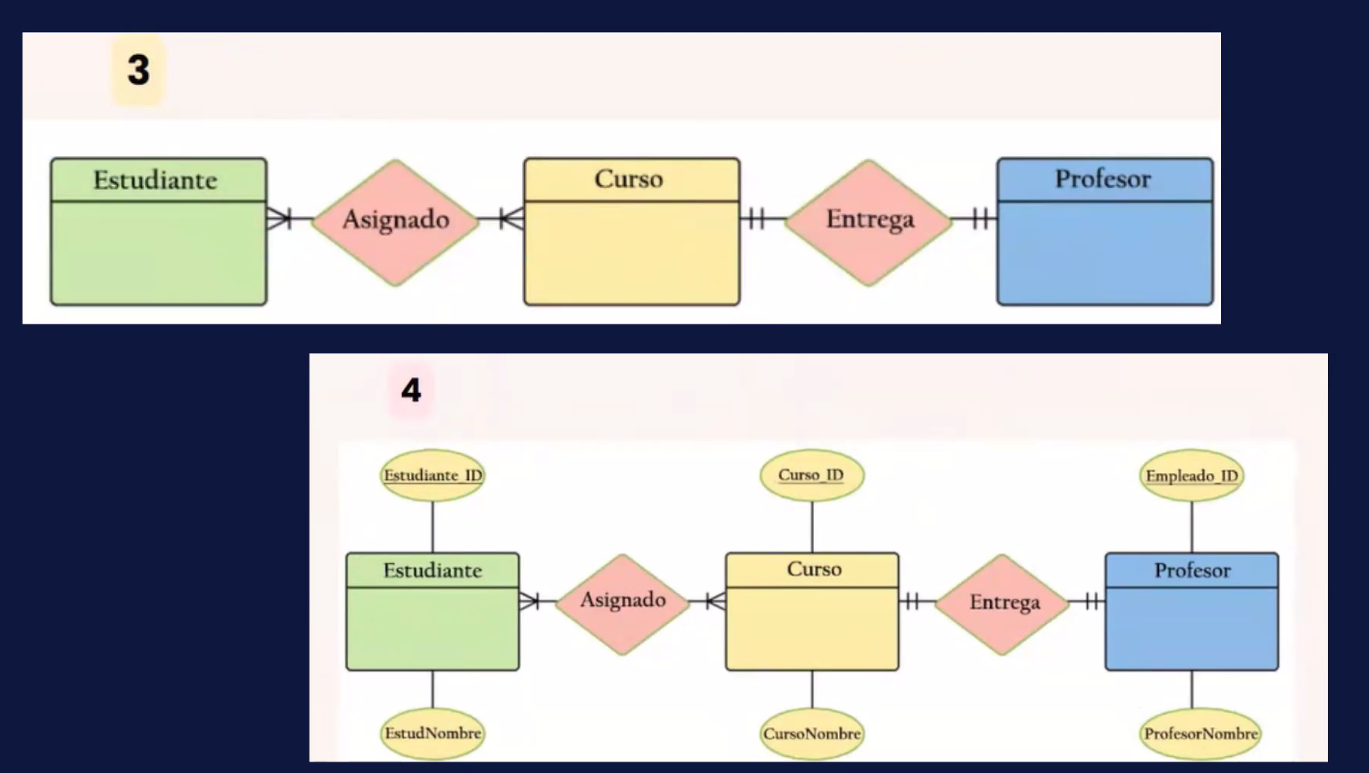 3
Estudiante
Asignado
Curso
Entrega
Profesor
4
Estudiante_ID
Curso_ID
Empleado_ID
Estudiante
Asignado
Curso
Entrega
Profesor
EstudNombre
CursoNombre
ProfesorNombre